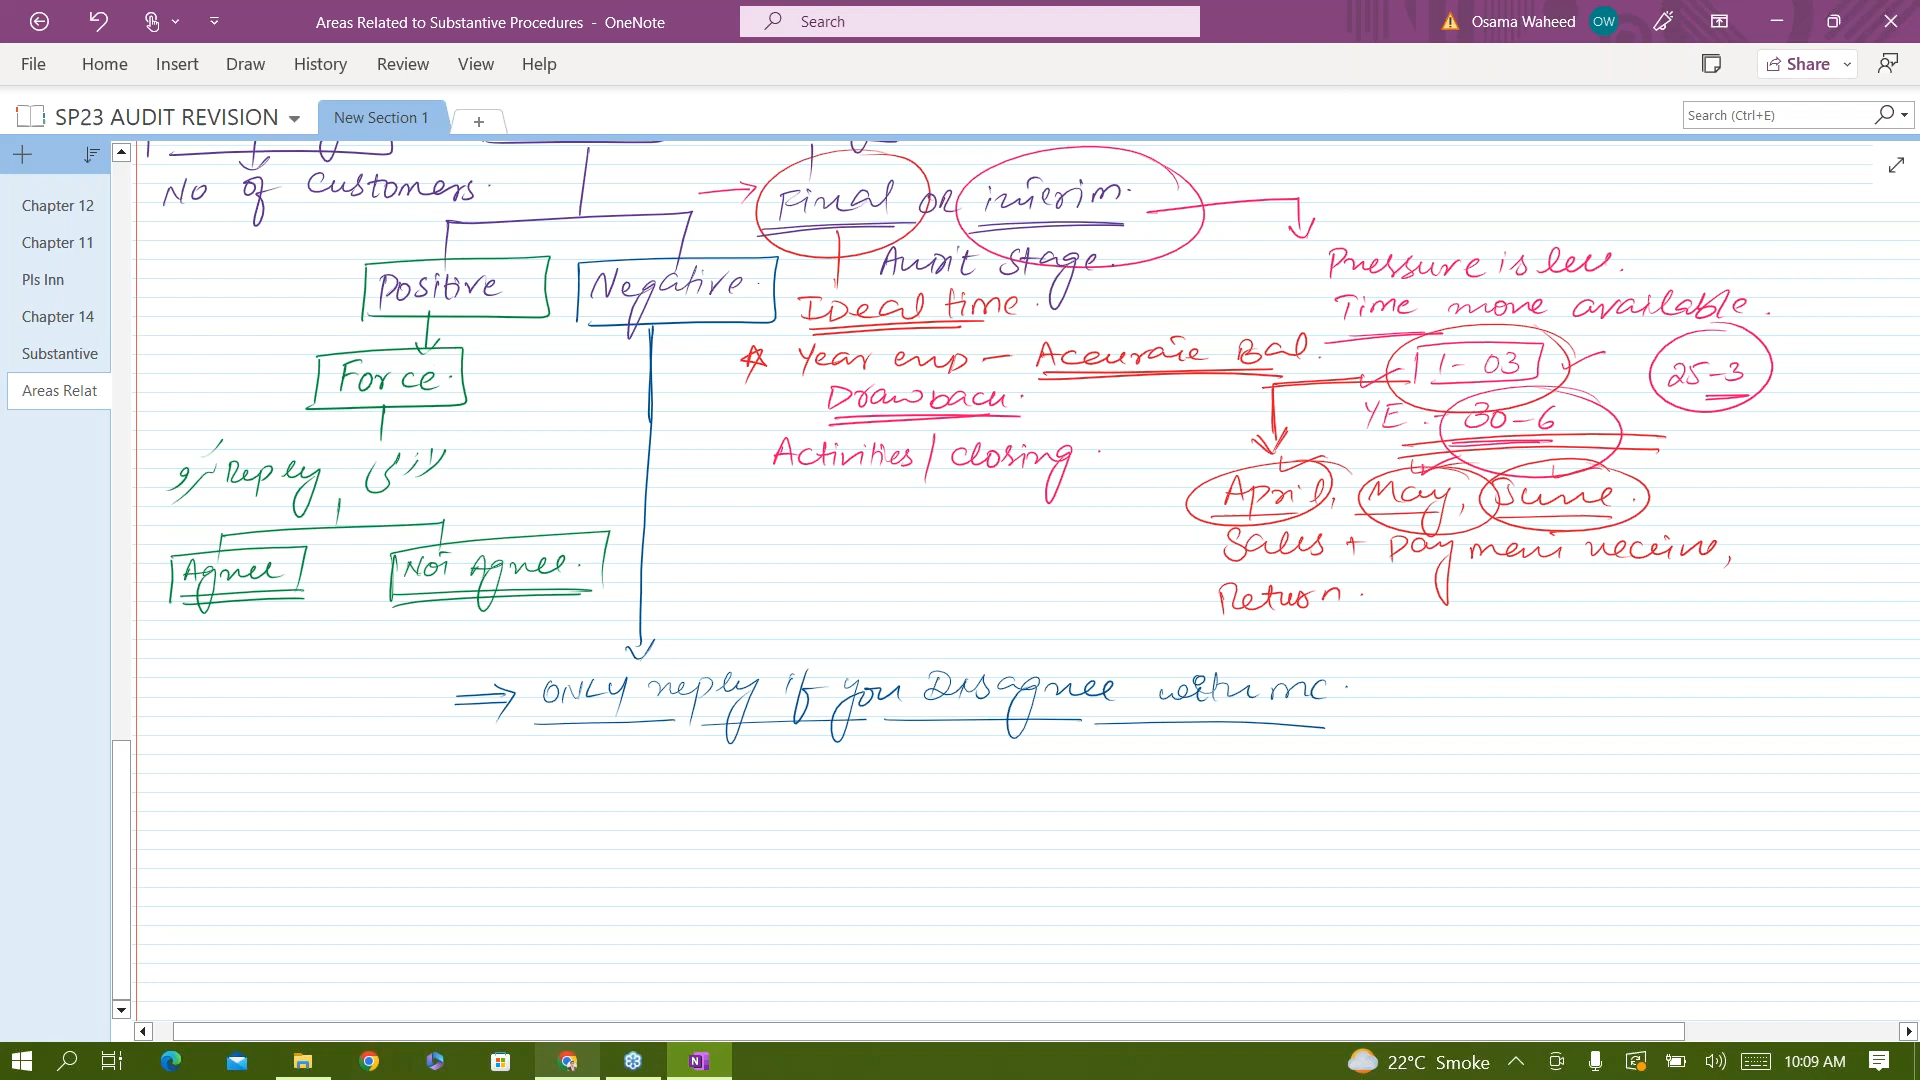 Areas Related to Substantive Procedures - OneNote
Search
Osama Waheed
OW
File Home Insert Draw History Review View Help
Share
SP23 AUDIT REVISION
New Section 1
Search (Ctrl+E)
Chapter 12
Chapter 11
Pls Inn
Chapter 14
Substantive
Areas Relat
No of Customers.
Final OR interim.
Audit stage.
Pressure is les.
Time more available.
Positive
Negative.
IDeal time.
Year end - Accurate Bal.
1-03
25-3
Force.
Drawback.
YE. 30-6
Activities/closing.
Reply
April, May, June.
Agree
Not Agree.
Sales + payment receive,
Return.
ONLY reply if you Disagree with me.
22°C Smoke
10:09 AM